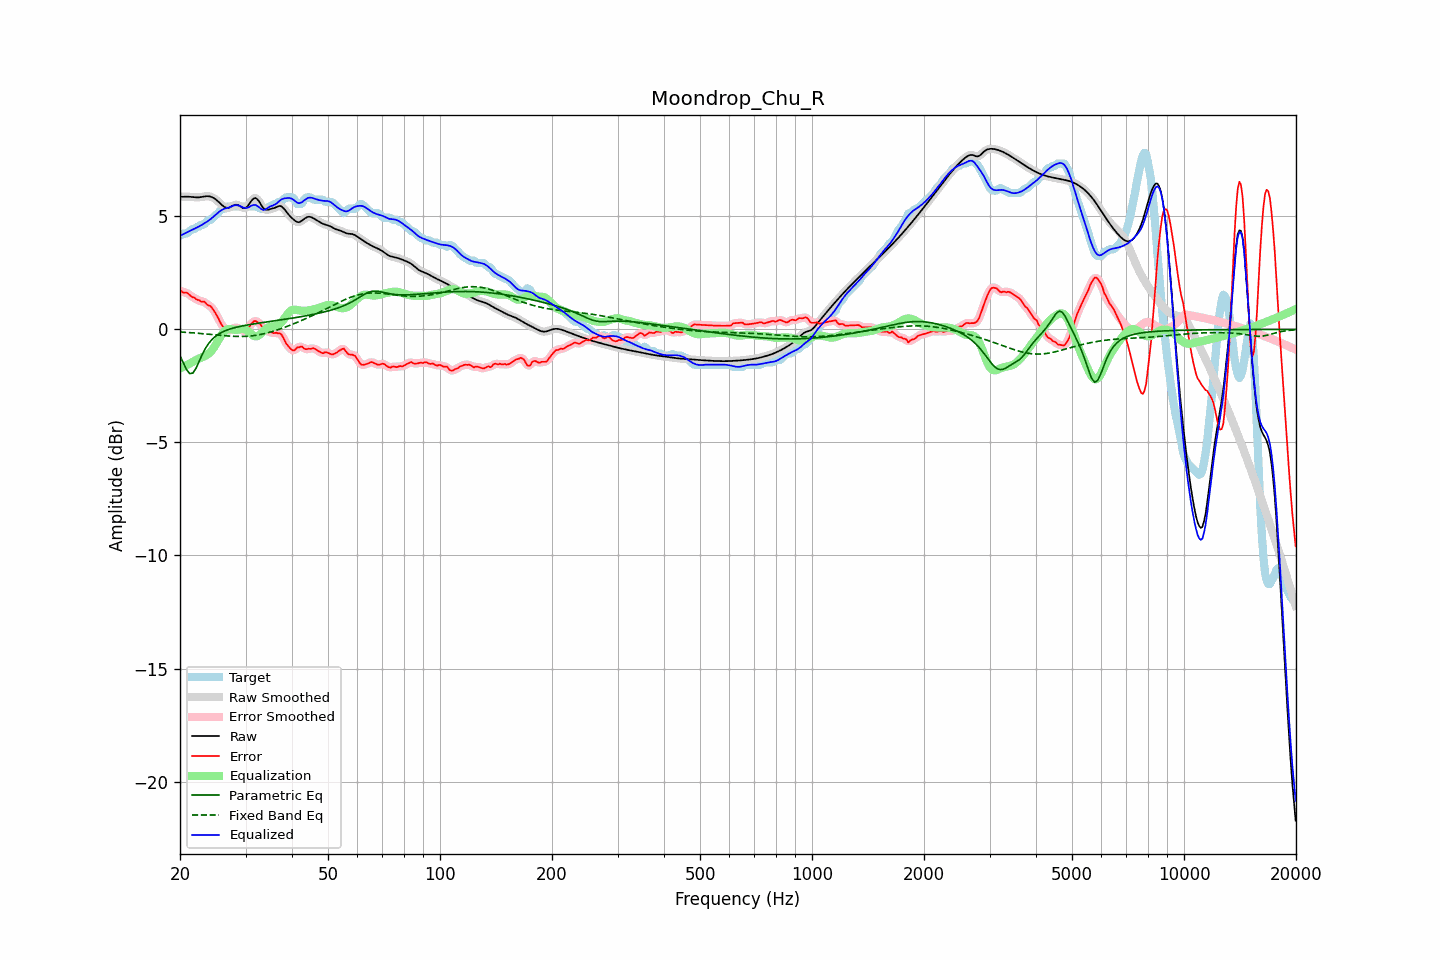 Moondrop_Chu_R
Amplitude (dBr)
5
0
−5
−10
−15
−20
Target
Raw Smoothed
Error Smoothed
Raw
Error
Equalization
Parametric Eq
Fixed Band Eq
Equalized
20 50 100 200 500 1000 2000 5000 10000 20000
Frequency (Hz)